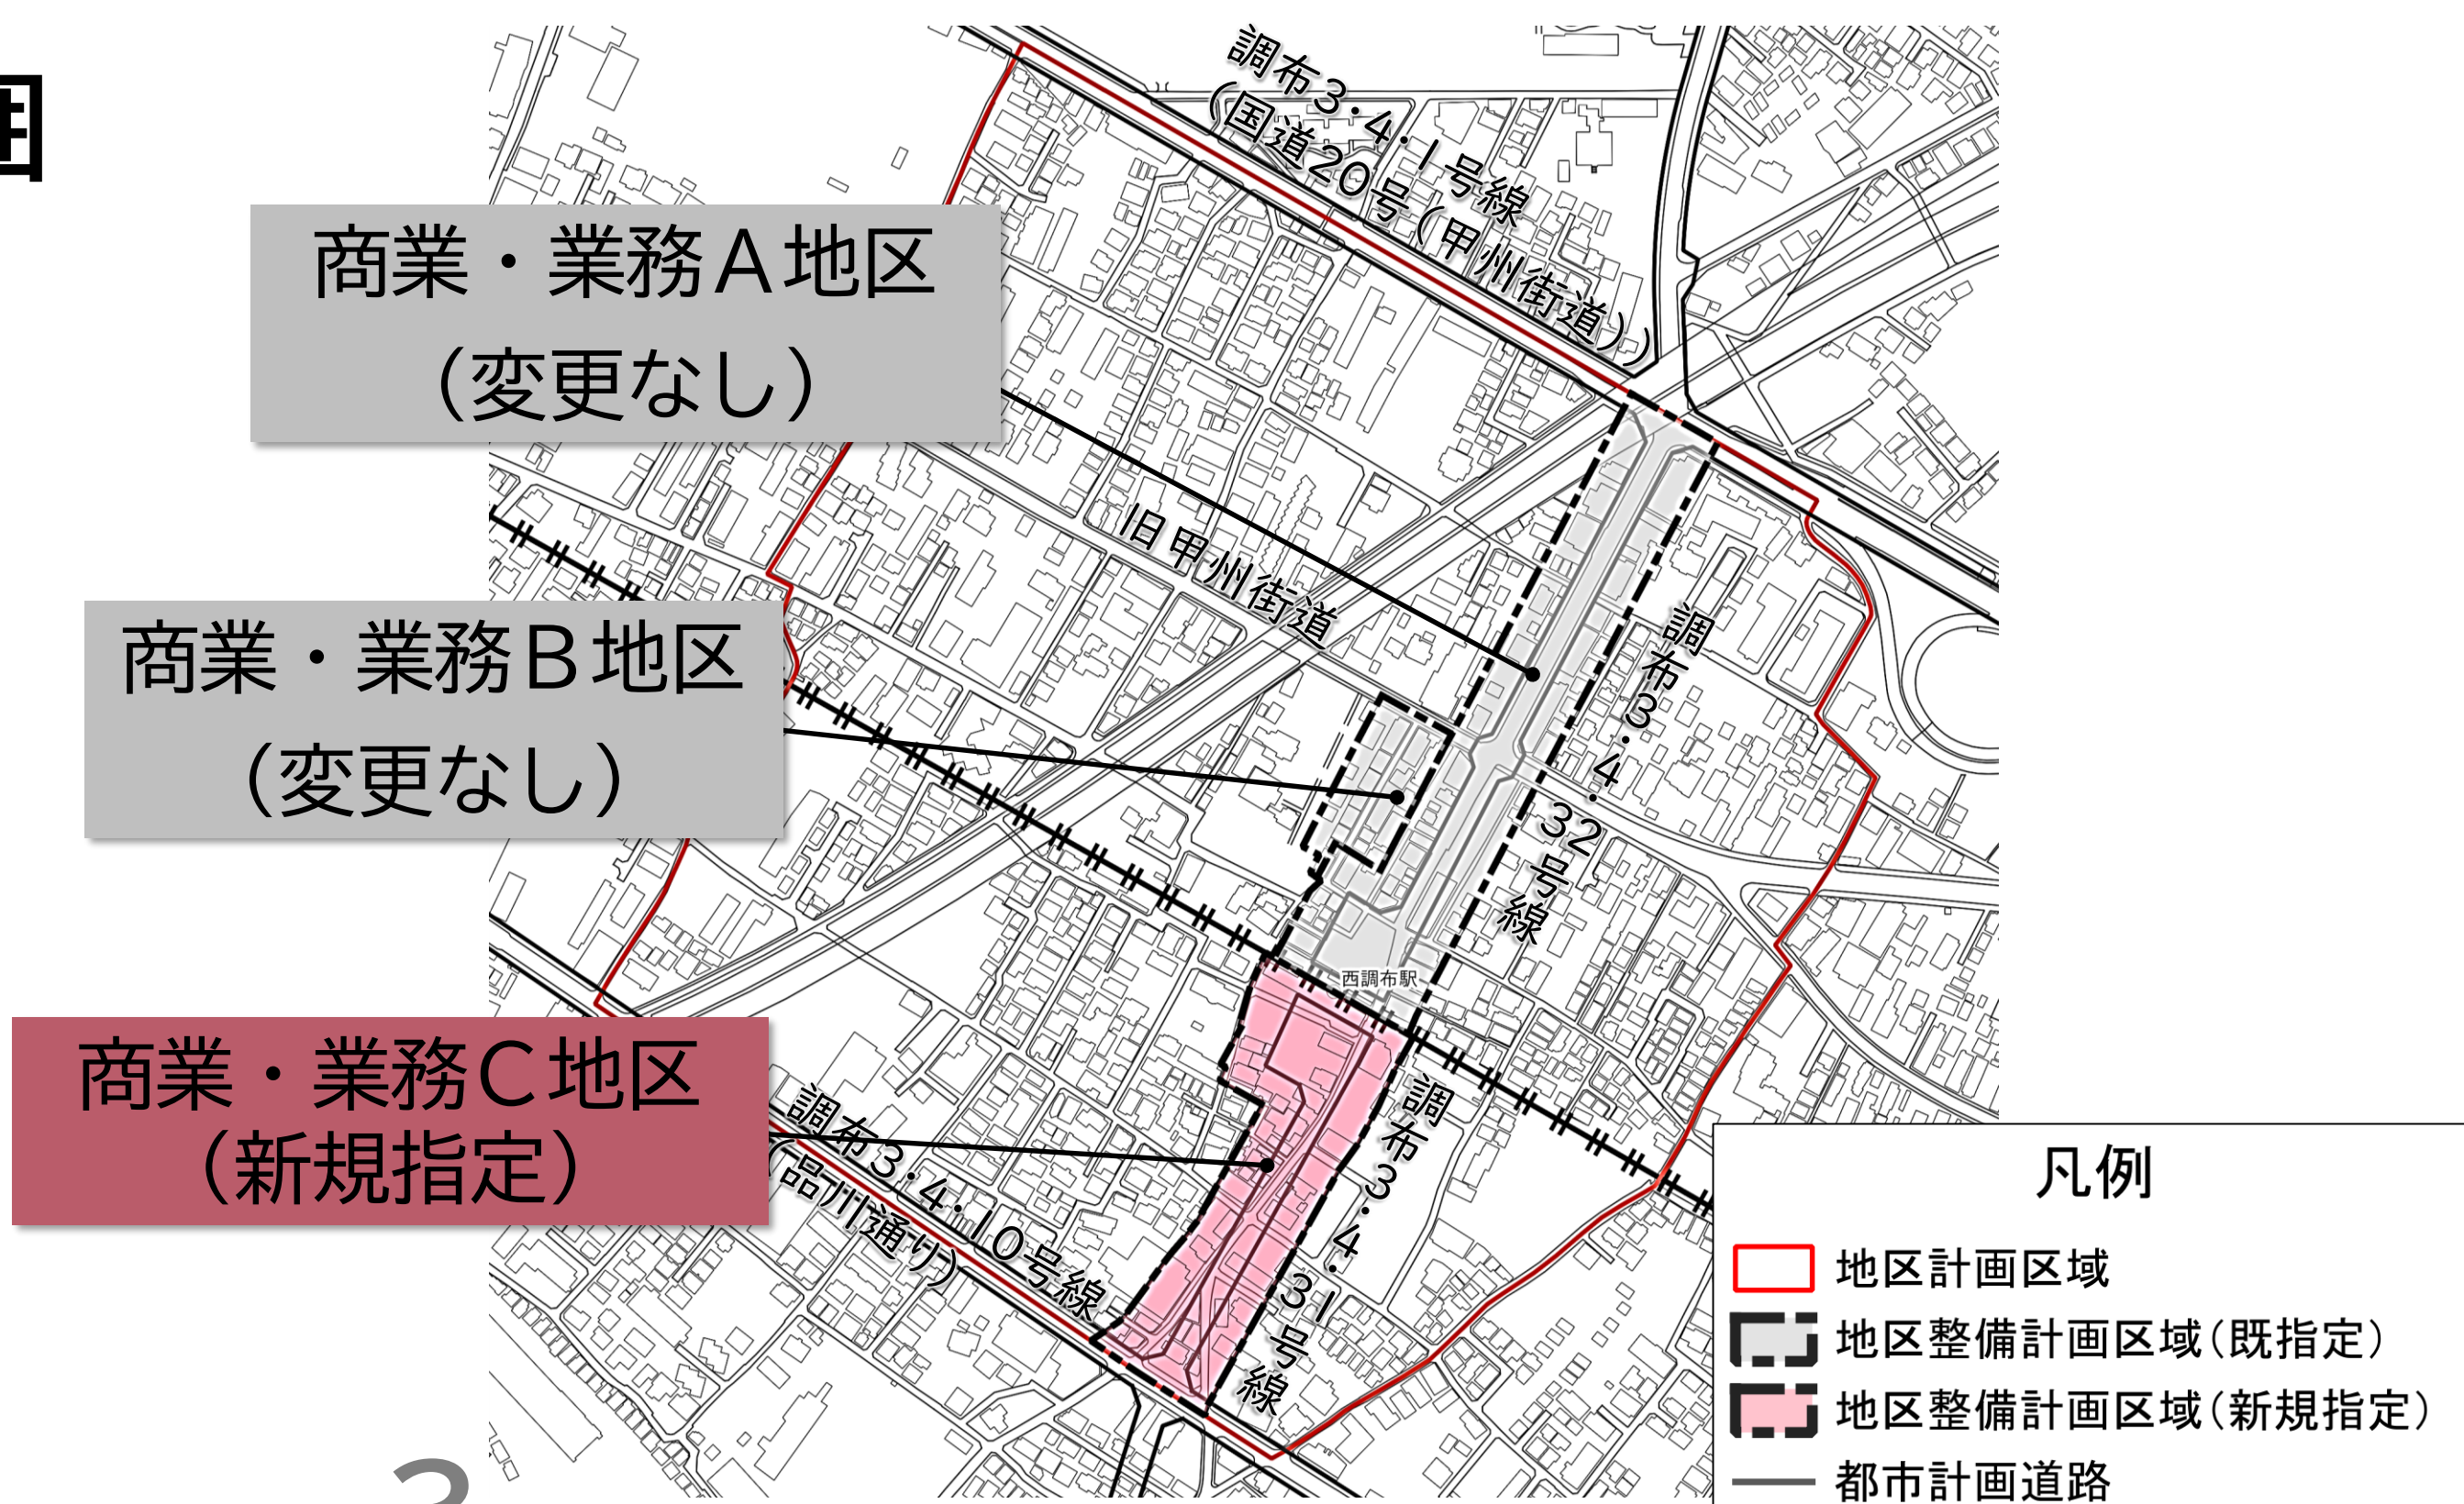 商業・業務A地区
（変更なし）
商業・業務B地区
（変更なし）
商業・業務C地区
（新規指定）
調布3・4・1号線
（国道20号（甲州街道））
旧甲州街道
調布3・4・32号線
西調布駅
調布3・4・31号線
調布3・4・10号線
（品川通り）
凡例
地区計画区域
地区整備計画区域（既指定）
地区整備計画区域（新規指定）
都市計画道路